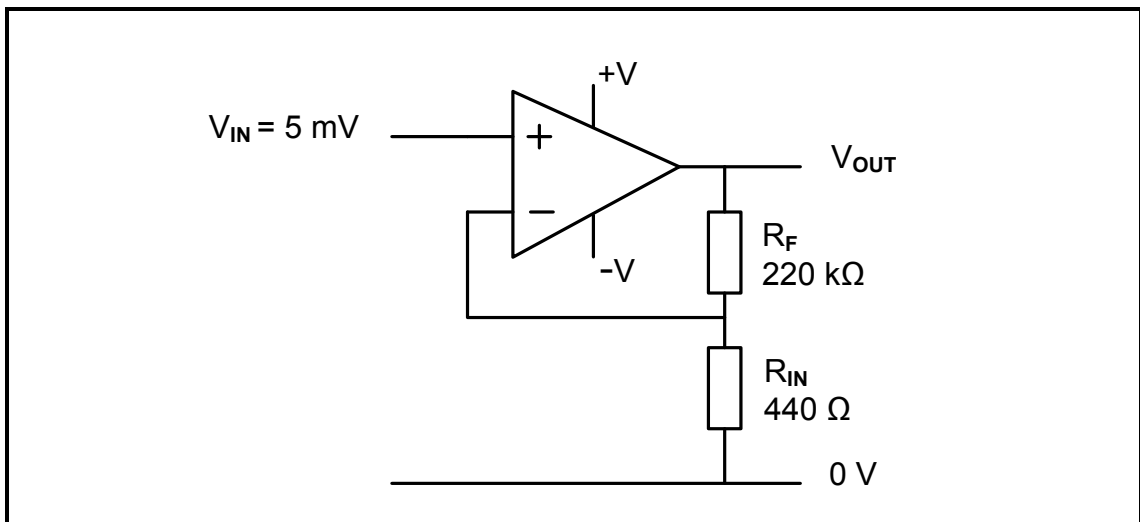 +V
V_IN = 5 mV
+
V_OUT
−
R_F
220 kΩ
-V
R_IN
440 Ω
0 V